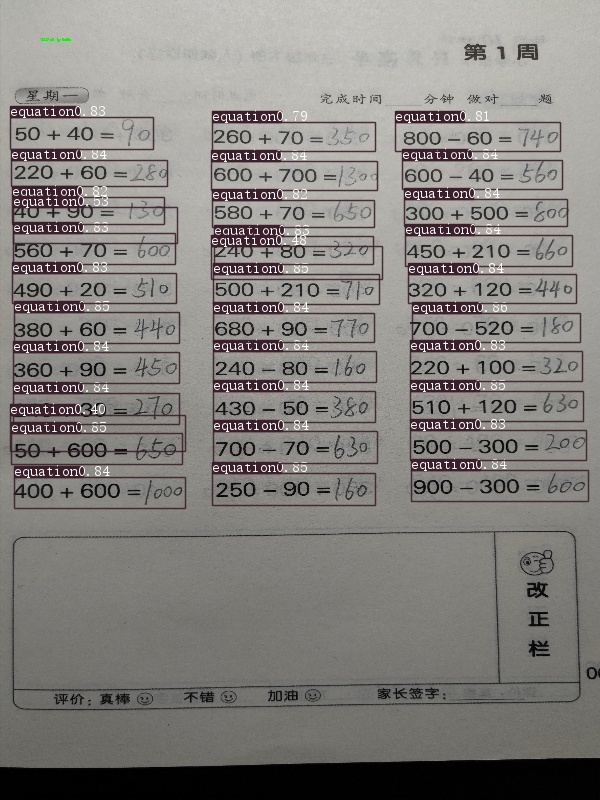 第 1 周
星期一
完成时间 分钟 做对 题
equation0.83 equation0.79 equation0.81
50 + 40 = 90 260 + 70 = 350 800 - 60 = 740
equation0.84 equation0.84 equation0.84
220 + 60 = 280 600 + 700 = 1300 600 - 40 = 560
equation0.82 equation0.82 equation0.84
equation0.53
40 + 90 = 130 580 + 70 = 650 300 + 500 = 800
equation0.83 equation0.83 equation0.84
equation0.48
560 + 70 = 600 240 + 80 = 320 450 + 210 = 660
equation0.83 equation0.85 equation0.84
490 + 20 = 510 500 + 210 = 710 320 + 120 = 440
equation0.85 equation0.84 equation0.86
380 + 60 = 440 680 + 90 = 770 700 - 520 = 180
equation0.84 equation0.84 equation0.83
360 + 90 = 450 240 - 80 = 160 220 + 100 = 320
equation0.84 equation0.84 equation0.85
30 = 270 430 - 50 = 380 510 + 120 = 630
equation0.40
equation0.85 equation0.84 equation0.83
50 + 600 = 650 700 - 70 = 630 500 - 300 = 200
equation0.84 equation0.85 equation0.84
400 + 600 = 1000 250 - 90 = 160 900 - 300 = 600
改
正
栏
评价： 真棒 不错 加油 家长签字：